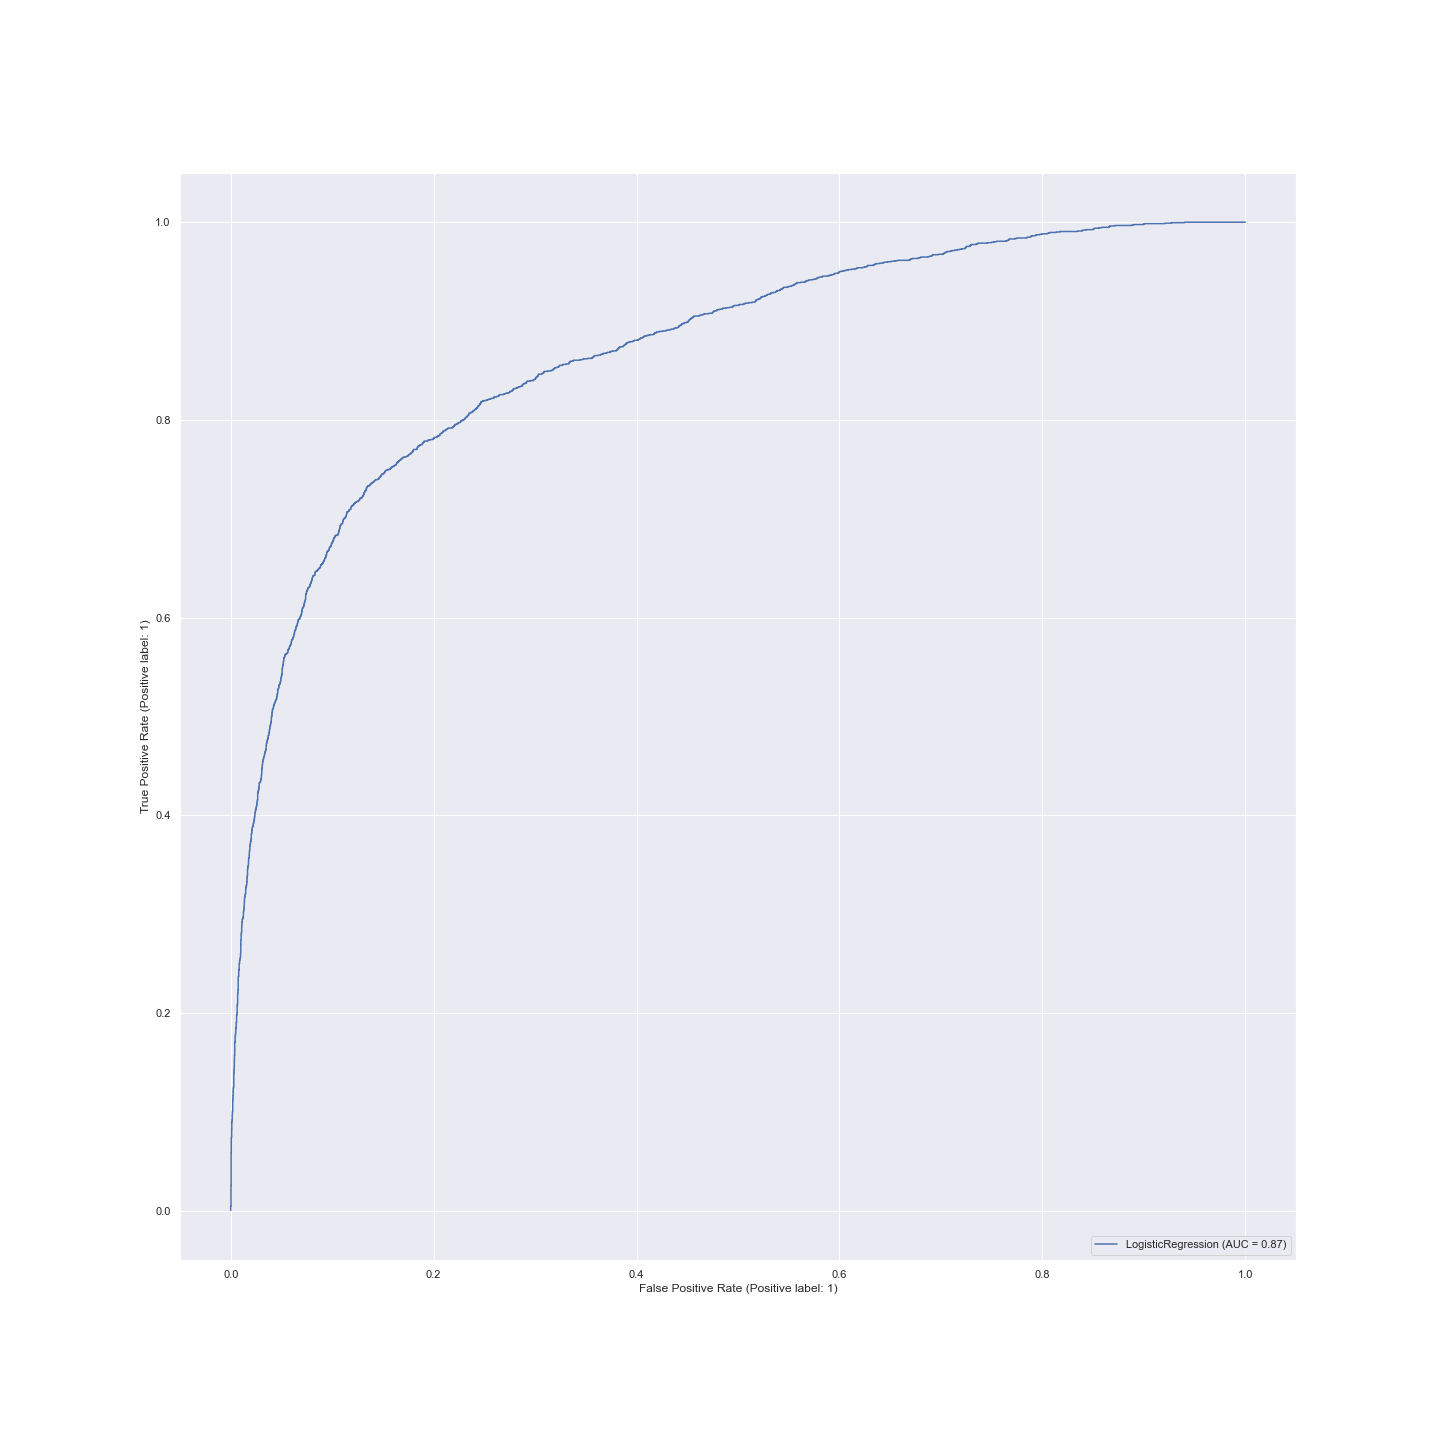 1.0
0.8
0.6
0.4
0.2
0.0
True Positive Rate (Positive label: 1)
LogisticRegression (AUC = 0.87)
0.0 0.2 0.4 0.6 0.8 1.0
False Positive Rate (Positive label: 1)